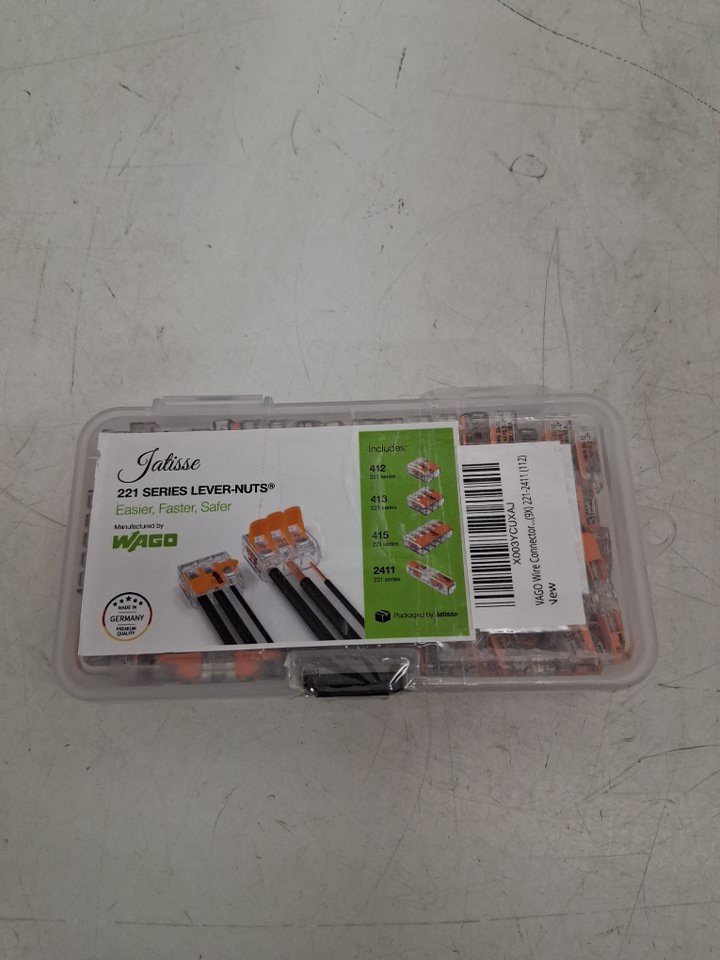 Jatisse
221 SERIES LEVER-NUTS®
Easier, Faster, Safer
Manufactured by
WAGO
MADE IN
GERMANY
PREMIUM
QUALITY
Includes:
412
221 series
413
221 series
415
221 series
2411
221 series
Packaged by Jatisse
X003YCUXAJ
WAGO Wire Connector...(9X) 221-2411 (112)
New